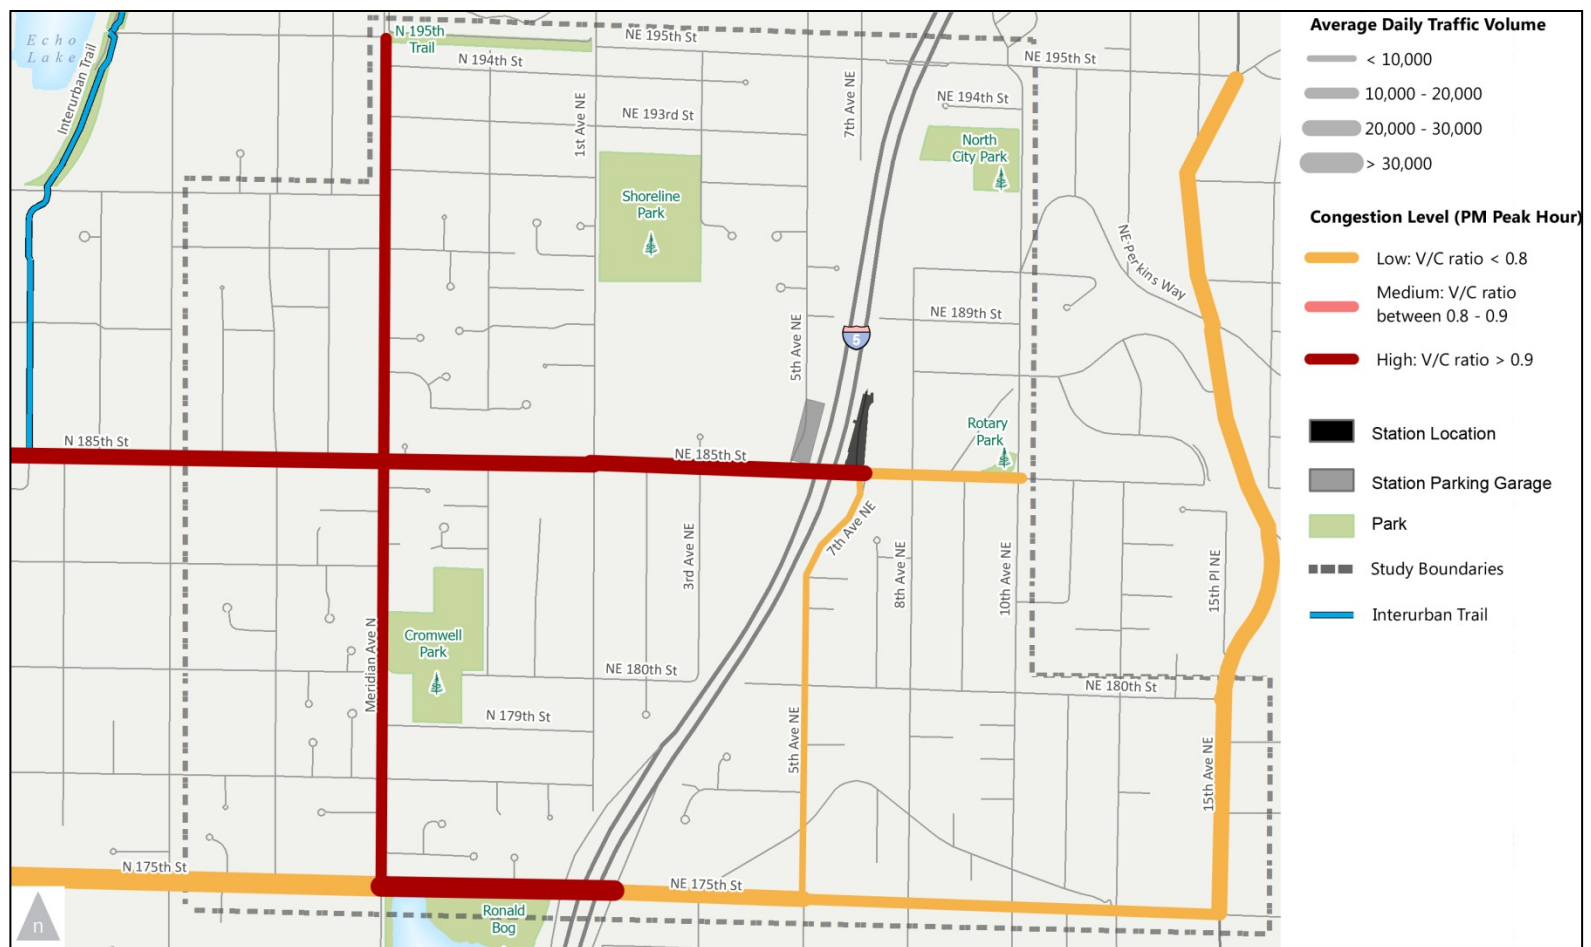 Echo
Lake
Interurban Trail
N 195th
Trail
NE 195th St
N 194th St
NE 195th St
1st Ave NE
NE 193rd St
7th Ave NE
NE 194th St
North
City Park
Shoreline
Park
NE Perkins Way
NE 189th St
5th Ave NE
5
Rotary
Park
N 185th St
NE 185th St
7th Ave NE
3rd Ave NE
8th Ave NE
10th Ave NE
15th Pl NE
Cromwell
Park
Meridian Ave N
NE 180th St
NE 180th St
N 179th St
5th Ave NE
15th Ave NE
N 175th St
NE 175th St
Ronald
Bog
n
Average Daily Traffic Volume
< 10,000
10,000 - 20,000
20,000 - 30,000
> 30,000
Congestion Level (PM Peak Hour)
Low: V/C ratio < 0.8
Medium: V/C ratio
between 0.8 - 0.9
High: V/C ratio > 0.9
Station Location
Station Parking Garage
Park
Study Boundaries
Interurban Trail